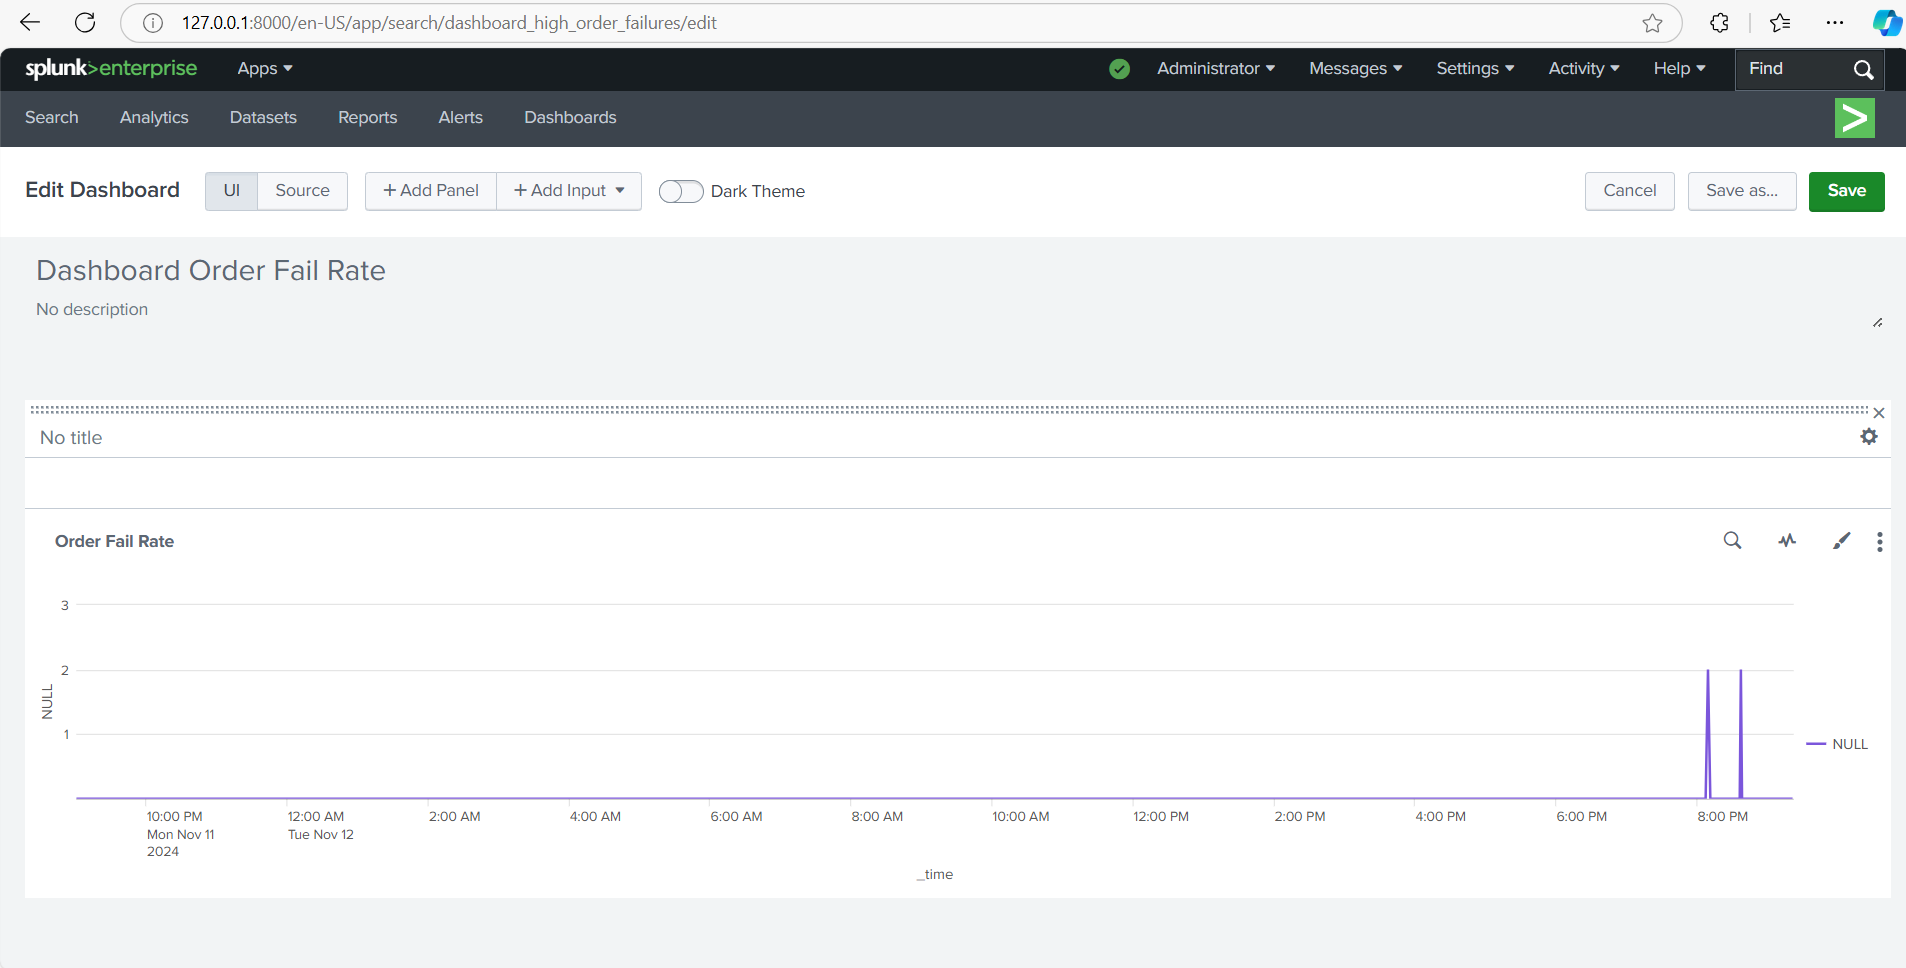 127.0.0.1:8000/en-US/app/search/dashboard_high_order_failures/edit
splunk>enterprise Apps Administrator Messages Settings Activity Help Find
Search Analytics Datasets Reports Alerts Dashboards
Edit Dashboard UI Source + Add Panel + Add Input Dark Theme Cancel Save as... Save
Dashboard Order Fail Rate
No description
No title
Order Fail Rate
3
2
1
NULL
NULL
10:00 PM 12:00 AM 2:00 AM 4:00 AM 6:00 AM 8:00 AM 10:00 AM 12:00 PM 2:00 PM 4:00 PM 6:00 PM 8:00 PM
Mon Nov 11 Tue Nov 12
2024
_time